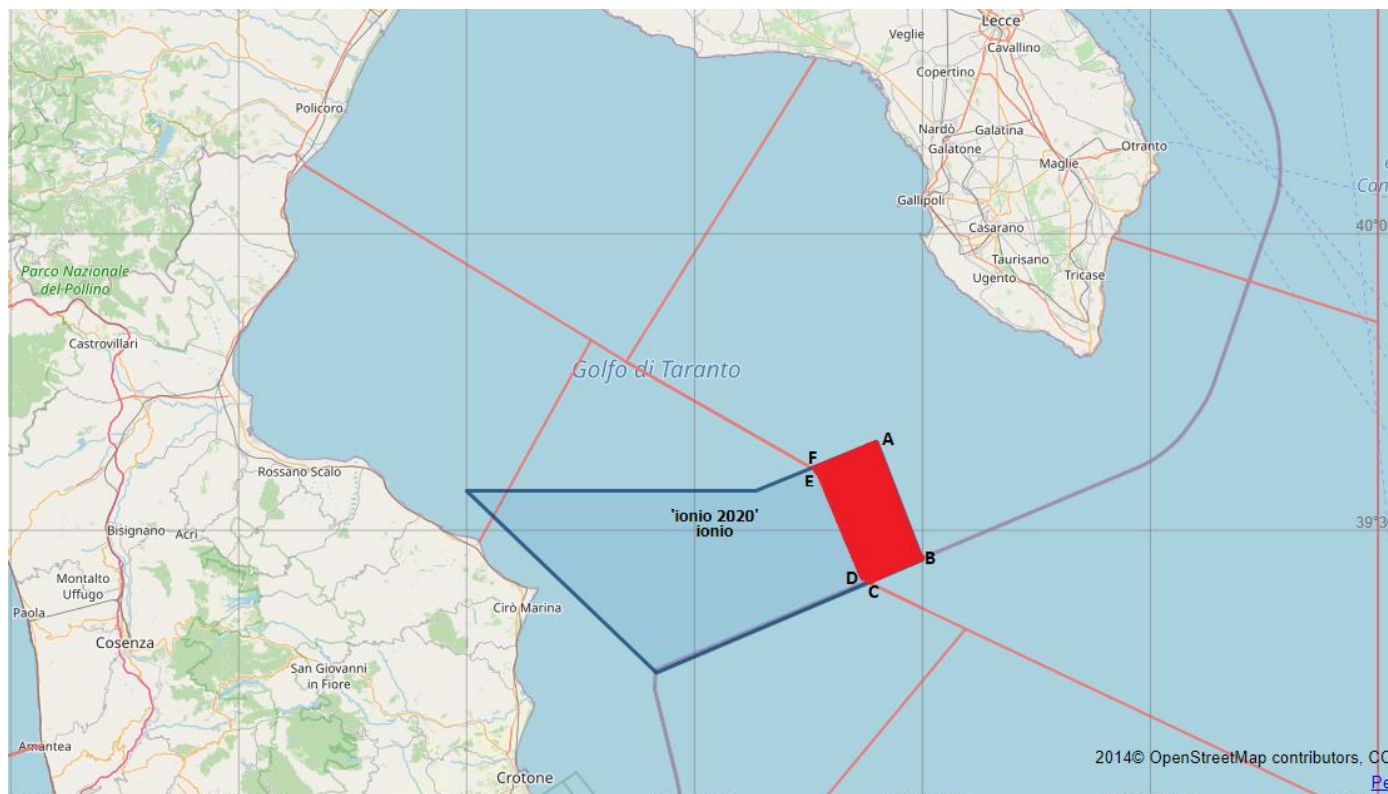 Lecce
Veglie
Cavallino
Copertino
Policoro
Nardò
Galatina
Galatone
Maglie
Otranto
Gallipoli
Casarano
Taurisano
Ugento
Tricase
40°0
Can
Parco Nazionale
del Pollino
Castrovillari
Golfo di Taranto
A
F
E
Rossano Scalo
'ionio 2020'
ionio
39°3
Bisignano
Acri
B
D
C
Montalto
Uffugo
Paola
Cirò Marina
Cosenza
San Giovanni
in Fiore
Amantea
Crotone
2014© OpenStreetMap contributors, CC
Pe